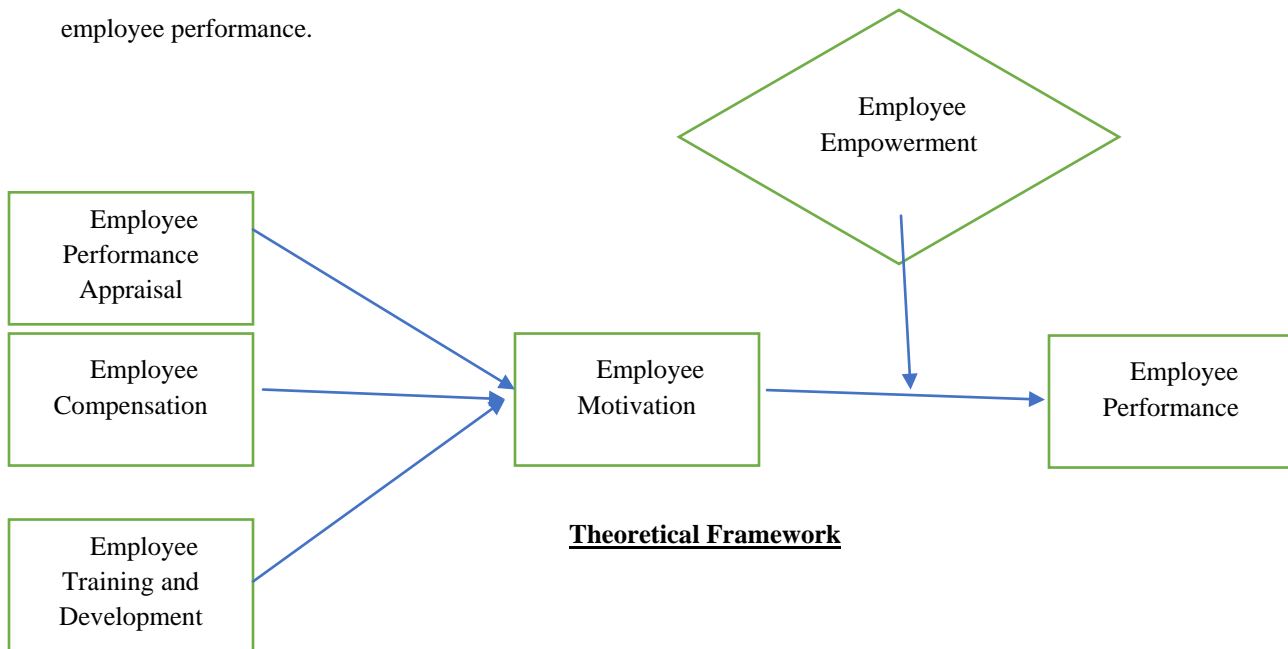 employee performance.
Employee
Empowerment
Employee
Performance
Appraisal
Employee
Compensation
Employee
Motivation
Employee
Performance
Theoretical Framework
Employee
Training and
Development